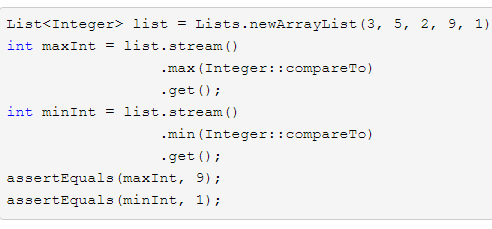 List<Integer> list = Lists.newArrayList(3, 5, 2, 9, 1)
int maxInt = list.stream()
                 .max(Integer::compareTo)
                 .get();
int minInt = list.stream()
                 .min(Integer::compareTo)
                 .get();
assertEquals(maxInt, 9);
assertEquals(minInt, 1);